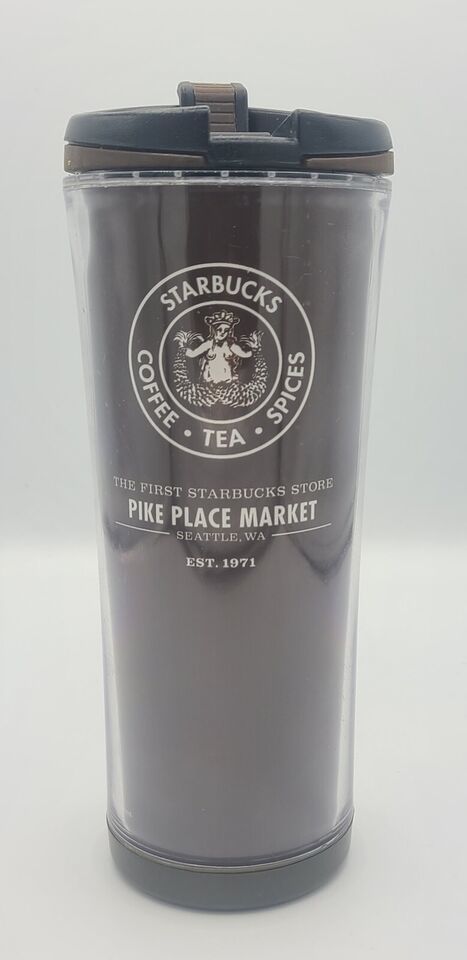 STARBUCKS
COFFEE • TEA • SPICES
THE FIRST STARBUCKS STORE
PIKE PLACE MARKET
SEATTLE, WA
EST. 1971